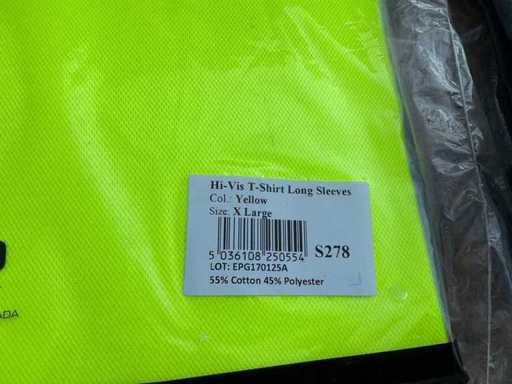 Hi-Vis T-Shirt Long Sleeves
Col.: Yellow
Size: X Large
5 036108 250554
S278
LOT: EPG170125A
55% Cotton 45% Polyester